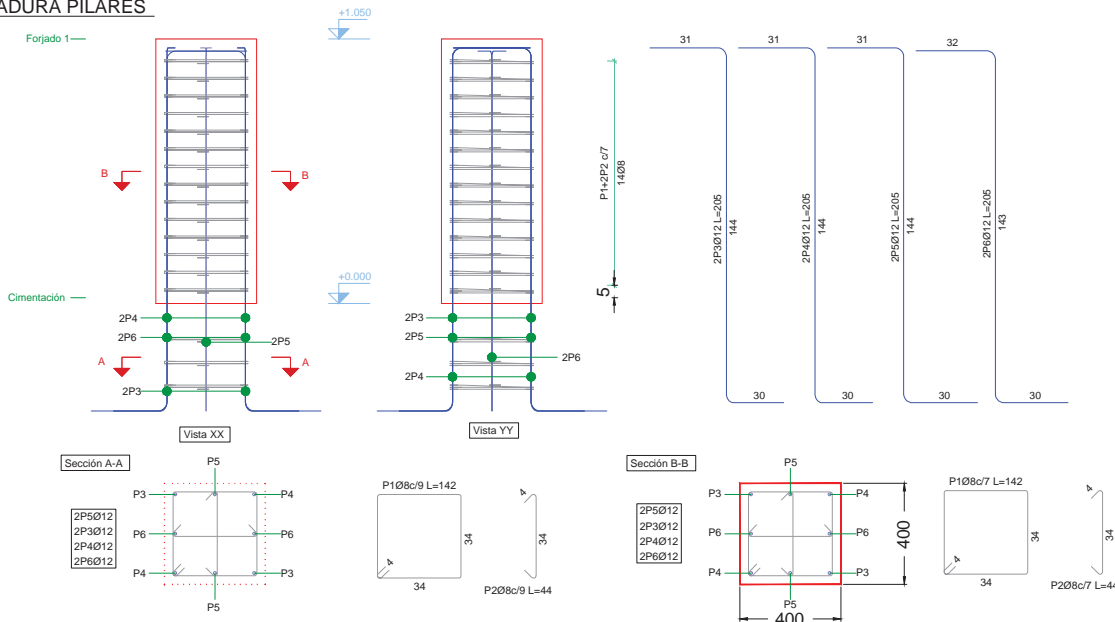 ADURA PILARES
Forjado 1
+1.050
B
B
Cimentación
+0.000
2P4
2P6
2P5
A
A
2P3
Vista XX
P1+2P2 c/7
14Ø8
5
2P3
2P5
2P6
2P4
Vista YY
31
31
31
32
2P3Ø12 L=205
144
2P4Ø12 L=205
144
2P5Ø12 L=205
144
2P6Ø12 L=205
143
30
30
30
30
Sección A-A
2P5Ø12
2P3Ø12
2P4Ø12
2P6Ø12
P5
P3
P4
P6
P6
P4
P3
P5
P1Ø8c/9 L=142
34
4
34
4
34
P2Ø8c/9 L=44
Sección B-B
2P5Ø12
2P3Ø12
2P4Ø12
2P6Ø12
P5
P3
P4
P6
P6
P4
P3
P5
400
400
P1Ø8c/7 L=142
34
4
34
4
34
P2Ø8c/7 L=44